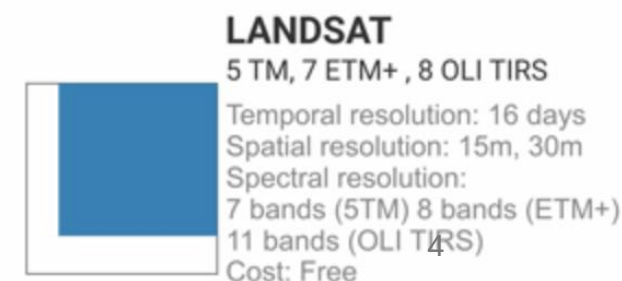 LANDSAT
5 TM, 7 ETM+ , 8 OLI TIRS
Temporal resolution: 16 days
Spatial resolution: 15m, 30m
Spectral resolution:
7 bands (5TM) 8 bands (ETM+)
11 bands (OLI TIRS)
4
Cost: Free